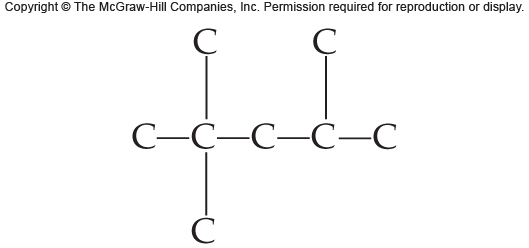 Copyright © The McGraw-Hill Companies, Inc. Permission required for reproduction or display.
C C
C—C—C—C—C
C